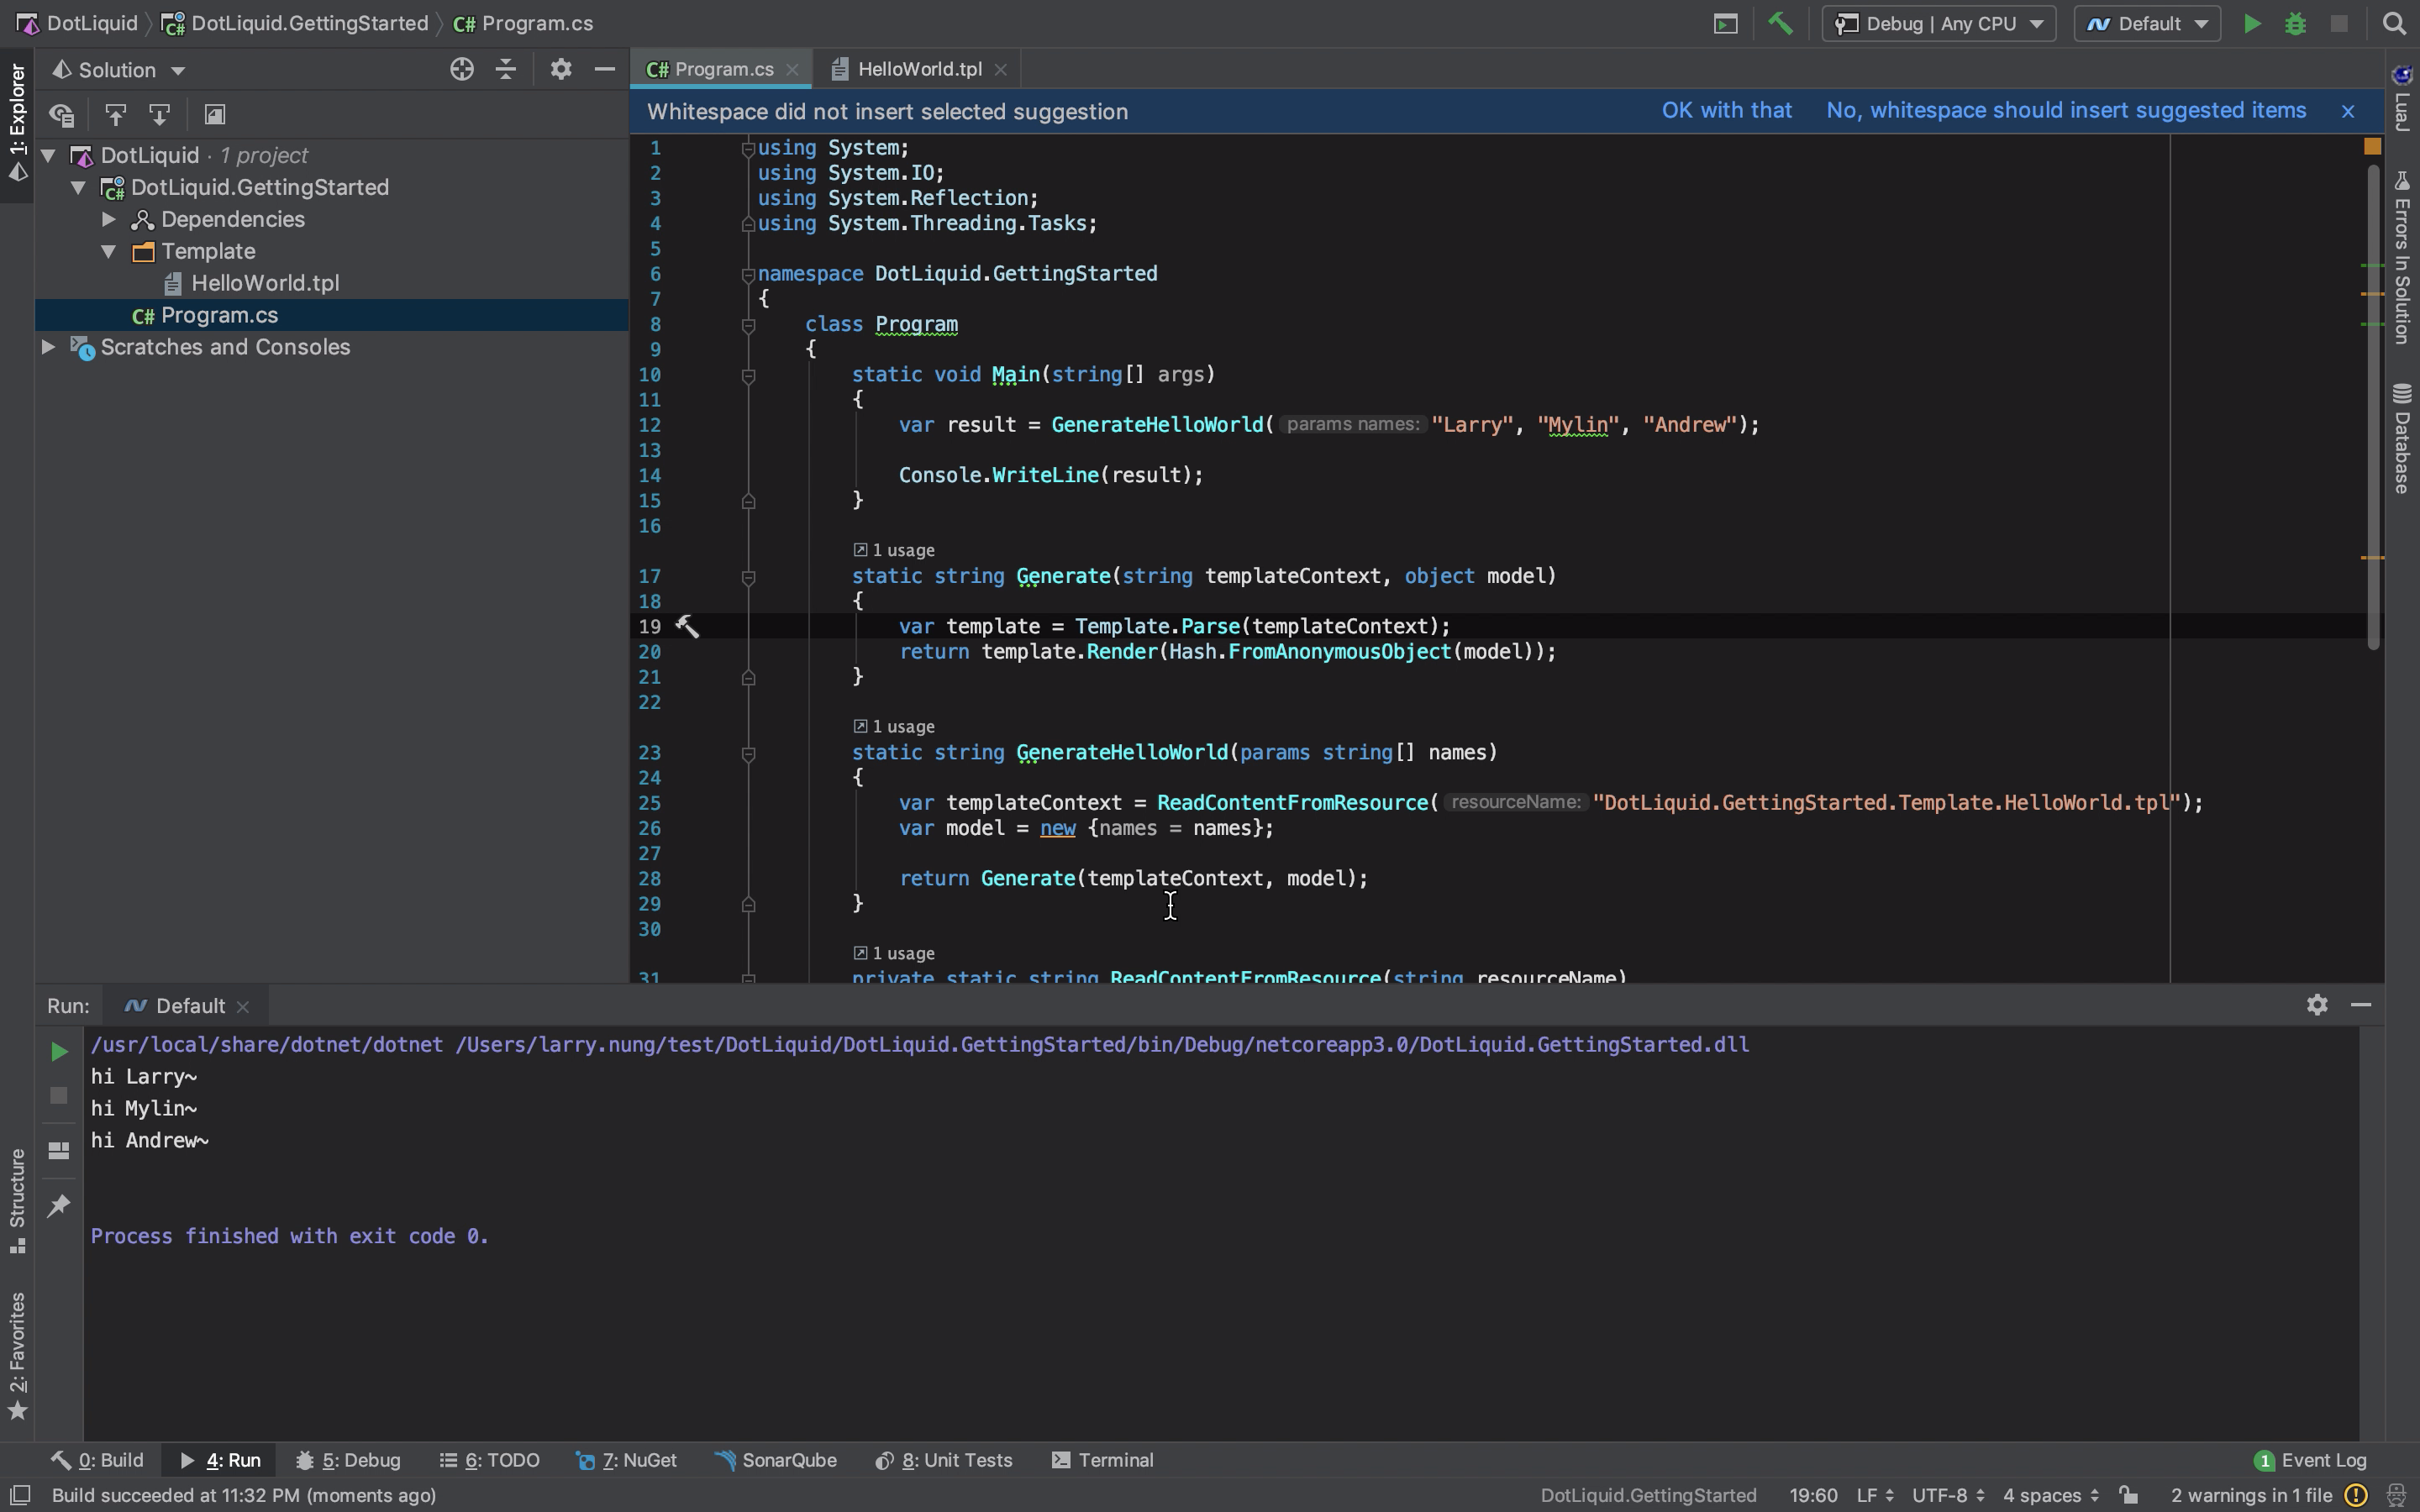 DotLiquid DotLiquid.GettingStarted C# Program.cs
Debug | Any CPU Default
1: Explorer
Solution
DotLiquid · 1 project
DotLiquid.GettingStarted
Dependencies
Template
HelloWorld.tpl
C# Program.cs
Scratches and Consoles
C# Program.cs HelloWorld.tpl
Whitespace did not insert selected suggestion OK with that No, whitespace should insert suggested items
1 using System;
2 using System.IO;
3 using System.Reflection;
4 using System.Threading.Tasks;
5
6 namespace DotLiquid.GettingStarted
7 {
8 class Program
9 {
10 static void Main(string[] args)
11 {
12 var result = GenerateHelloWorld( params names: "Larry", "Mylin", "Andrew");
13
14 Console.WriteLine(result);
15 }
16
1 usage
17 static string Generate(string templateContext, object model)
18 {
19 var template = Template.Parse(templateContext);
20 return template.Render(Hash.FromAnonymousObject(model));
21 }
22
1 usage
23 static string GenerateHelloWorld(params string[] names)
24 {
25 var templateContext = ReadContentFromResource( resourceName: "DotLiquid.GettingStarted.Template.HelloWorld.tpl");
26 var model = new {names = names};
27
28 return Generate(templateContext, model);
29 }
30
1 usage
31 private static string ReadContentFromResource(string resourceName)
LuaJ
Errors In Solution
Database
Run: Default
/usr/local/share/dotnet/dotnet /Users/larry.nung/test/DotLiquid/DotLiquid.GettingStarted/bin/Debug/netcoreapp3.0/DotLiquid.GettingStarted.dll
hi Larry~
hi Mylin~
hi Andrew~
Process finished with exit code 0.
Structure
2: Favorites
0: Build 4: Run 5: Debug 6: TODO 7: NuGet SonarQube 8: Unit Tests Terminal 1 Event Log
Build succeeded at 11:32 PM (moments ago) DotLiquid.GettingStarted 19:60 LF UTF-8 4 spaces 2 warnings in 1 file